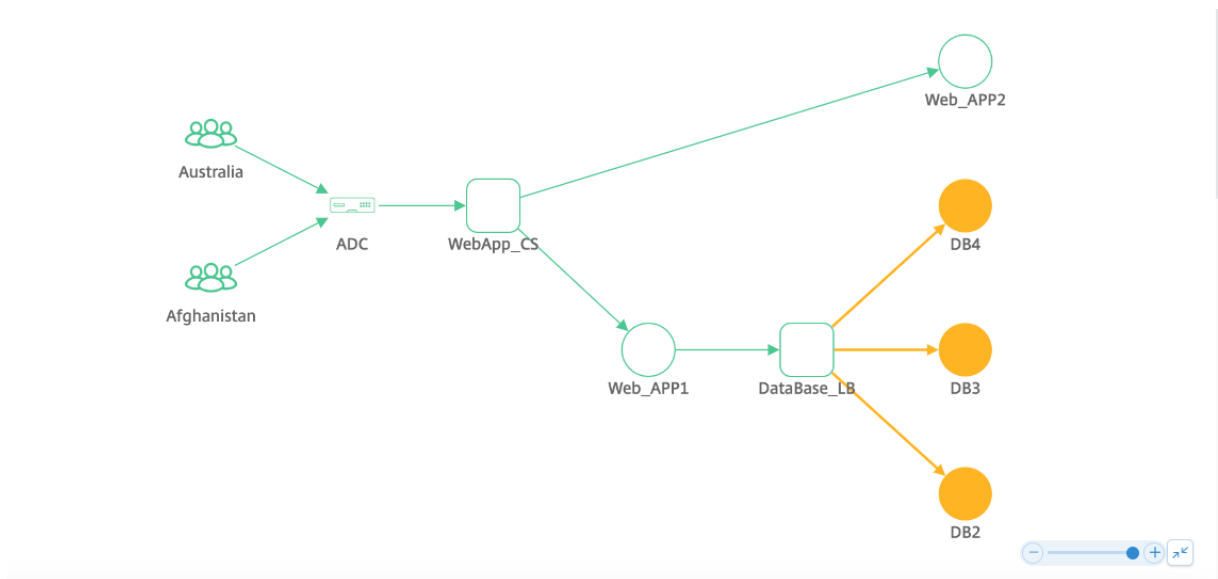 Web_APP2
Australia
ADC
WebApp_CS
DB4
Afghanistan
Web_APP1
DataBase_LB
DB3
DB2